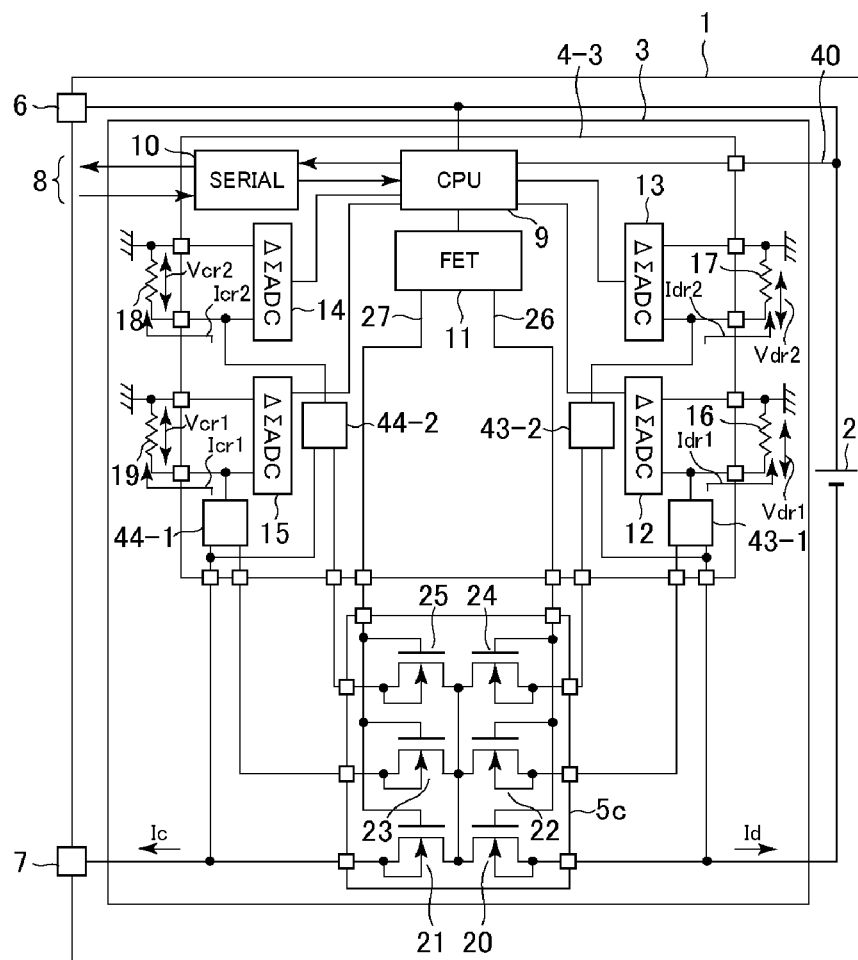 1
4-3
3
40
6
10
8
SERIAL
CPU
13
9
ΔΣADC
FET
ΔΣADC
17
Vcr2
Icr2
18
14
27
11
26
Idr2
Vdr2
ΔΣADC
44-2
43-2
ΔΣADC
16
Vcr1
Icr1
19
Idr1
2
Vdr1
15
12
44-1
43-1
25
24
23
22
5c
7
Ic
Id
21
20